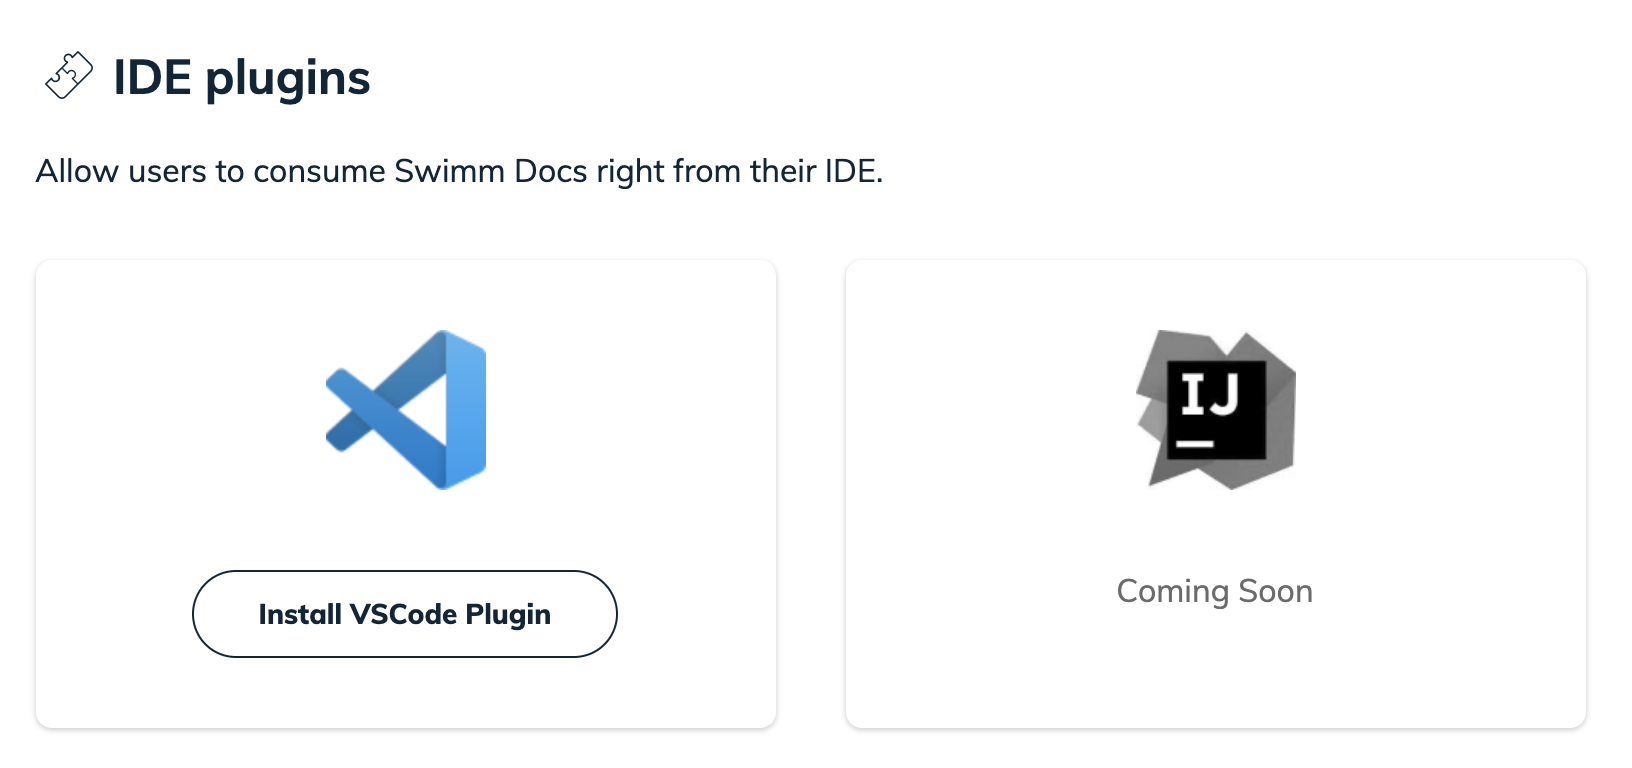 IDE plugins
Allow users to consume Swimm Docs right from their IDE.
IJ
Install VSCode Plugin
Coming Soon